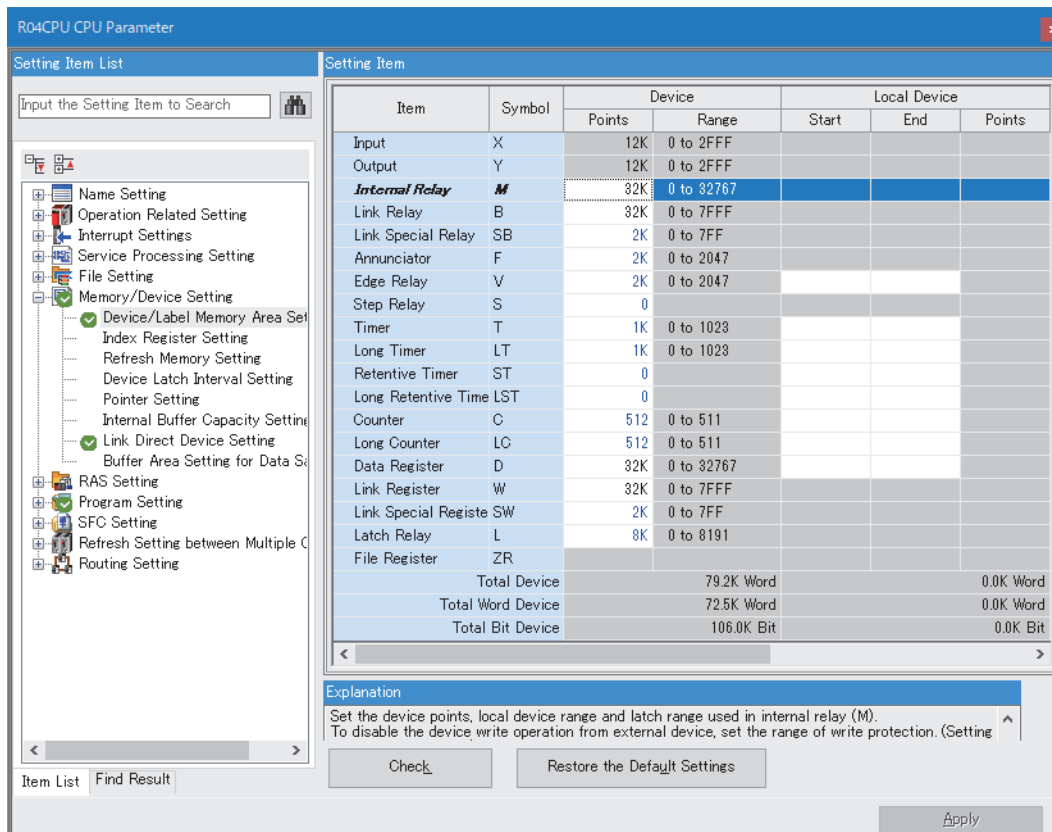 R04CPU CPU Parameter
Setting Item List
Input the Setting Item to Search
Name Setting
Operation Related Setting
Interrupt Settings
Service Processing Setting
File Setting
Memory/Device Setting
Device/Label Memory Area Set
Index Register Setting
Refresh Memory Setting
Device Latch Interval Setting
Pointer Setting
Internal Buffer Capacity Setting
Link Direct Device Setting
Buffer Area Setting for Data Sa
RAS Setting
Program Setting
SFC Setting
Refresh Setting between Multiple C
Routing Setting
Item List Find Result
Setting Item
Item Symbol Device Local Device
Points Range Start End Points
Input X 12K 0 to 2FFF
Output Y 12K 0 to 2FFF
Internal Relay M 32K 0 to 32767
Link Relay B 32K 0 to 7FFF
Link Special Relay SB 2K 0 to 7FF
Annunciator F 2K 0 to 2047
Edge Relay V 2K 0 to 2047
Step Relay S 0
Timer T 1K 0 to 1023
Long Timer LT 1K 0 to 1023
Retentive Timer ST 0
Long Retentive Time LST 0
Counter C 512 0 to 511
Long Counter LC 512 0 to 511
Data Register D 32K 0 to 32767
Link Register W 32K 0 to 7FFF
Link Special Registe SW 2K 0 to 7FF
Latch Relay L 8K 0 to 8191
File Register ZR
Total Device 79.2K Word 0.0K Word
Total Word Device 72.5K Word 0.0K Word
Total Bit Device 106.0K Bit 0.0K Bit
Explanation
Set the device points, local device range and latch range used in internal relay (M).
To disable the device write operation from external device, set the range of write protection. (Setting
Check Restore the Default Settings
Apply